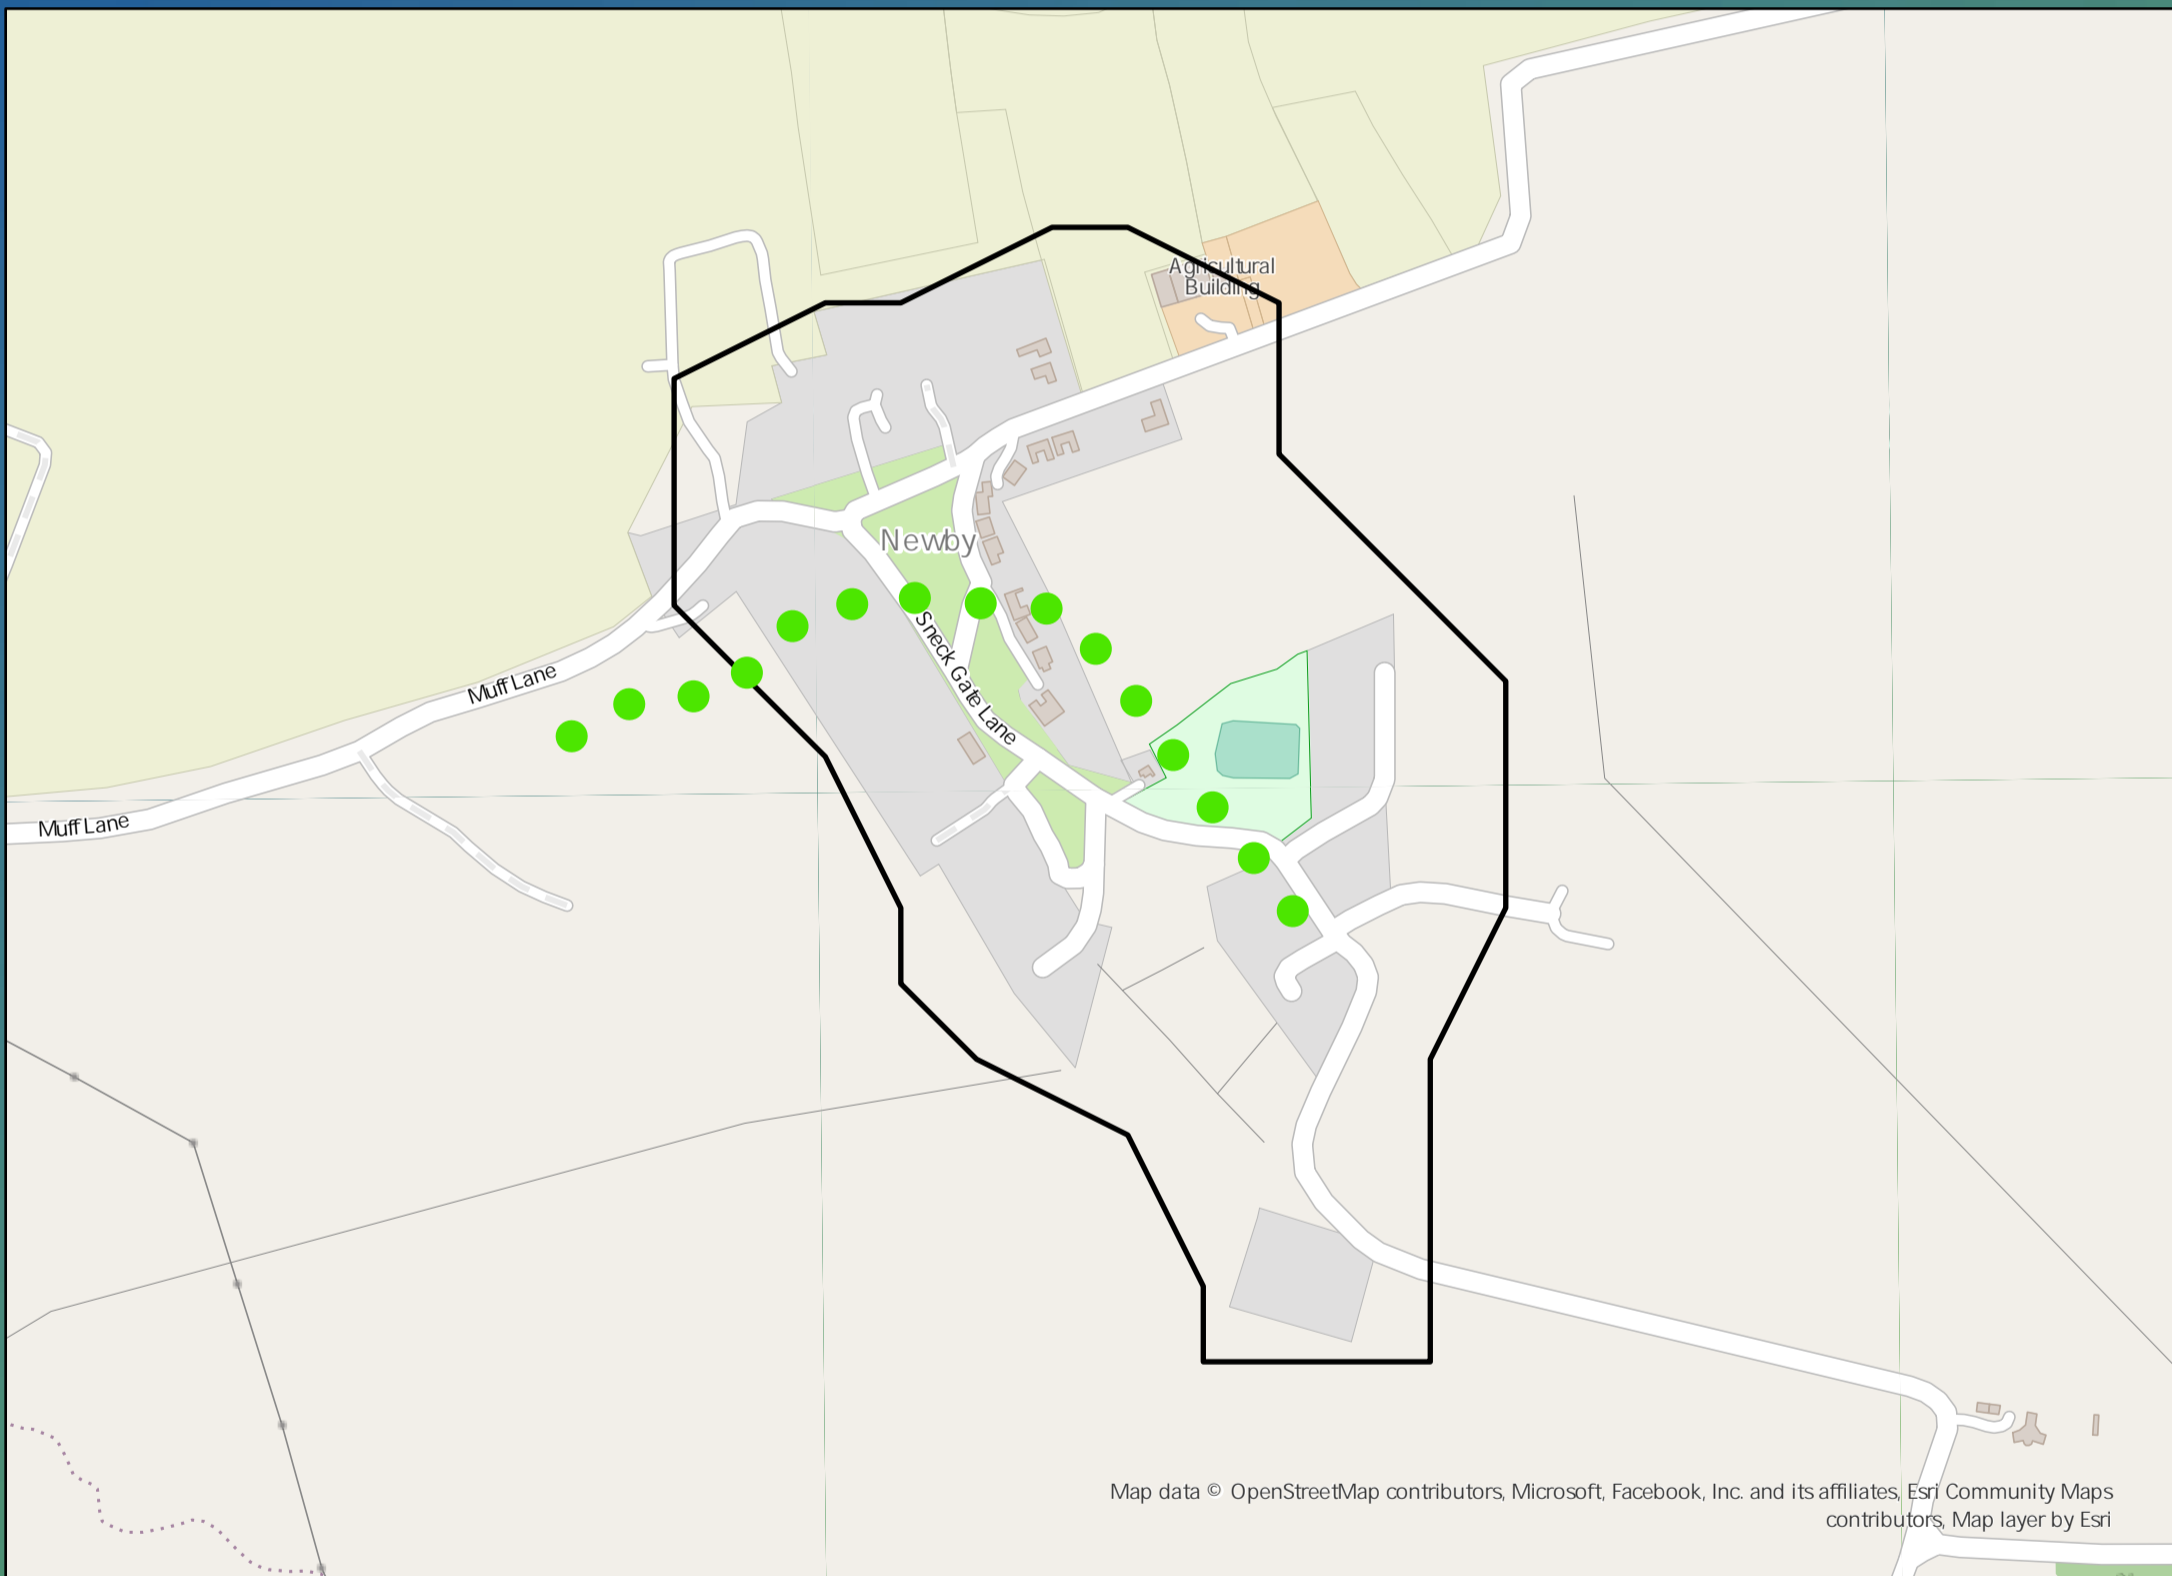 Agricultural
Building
Newby
Sneck Gate Lane
Muff Lane
Muff Lane
Map data © OpenStreetMap contributors, Microsoft, Facebook, Inc. and its affiliates, Esri Community Maps
contributors, Map layer by Esri